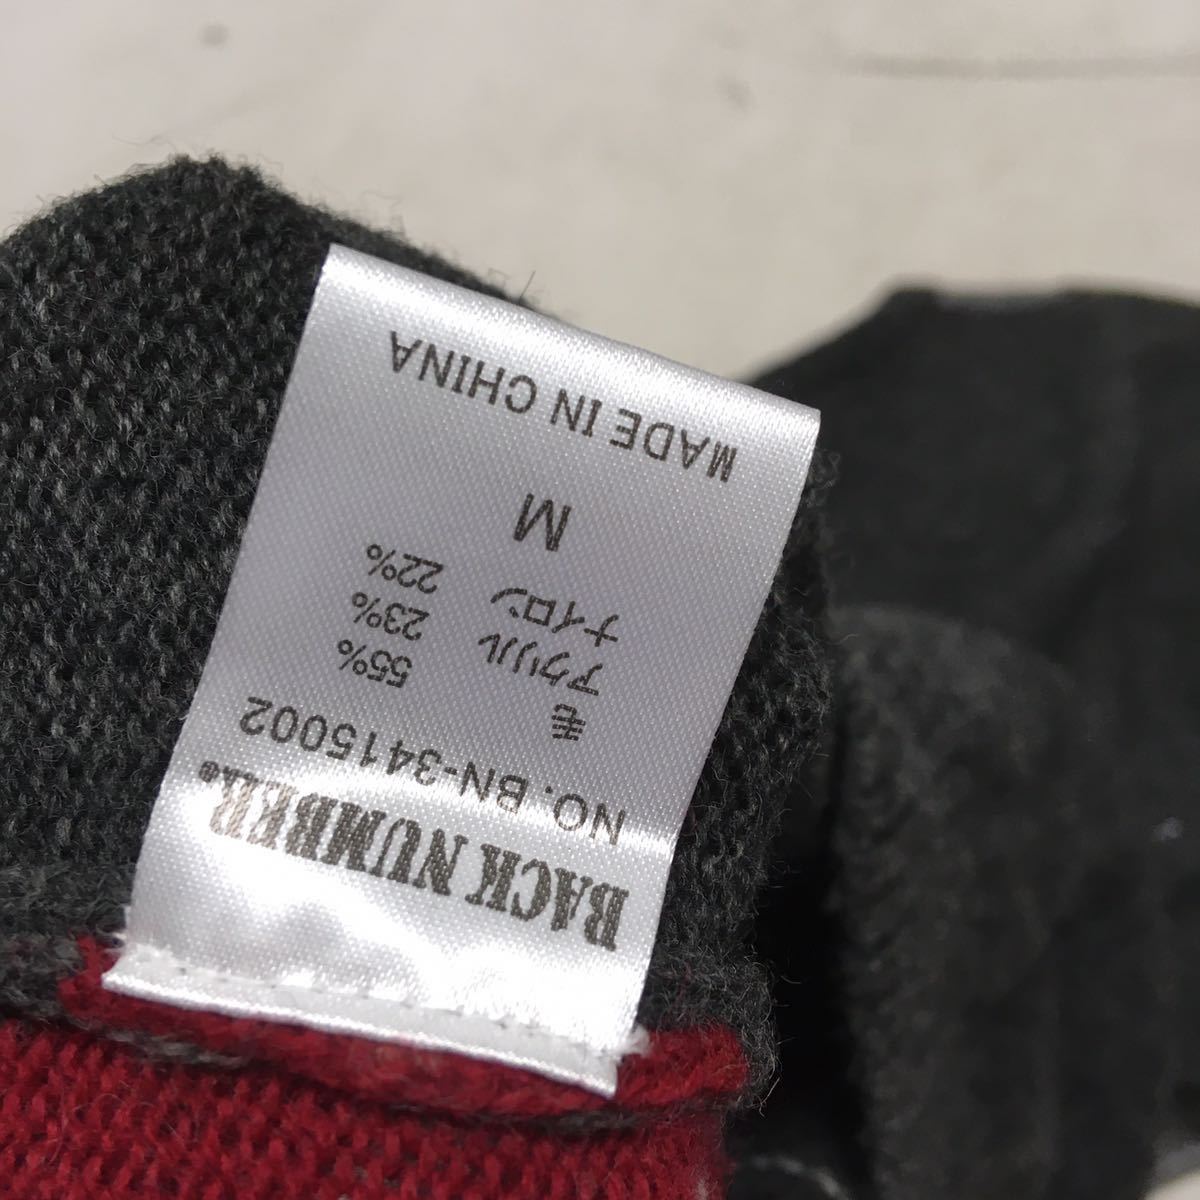 BACK NUMBER®
NO. BN-3415002
毛 55%
アクリル 23%
ナイロン 22%
M
MADE IN CHINA